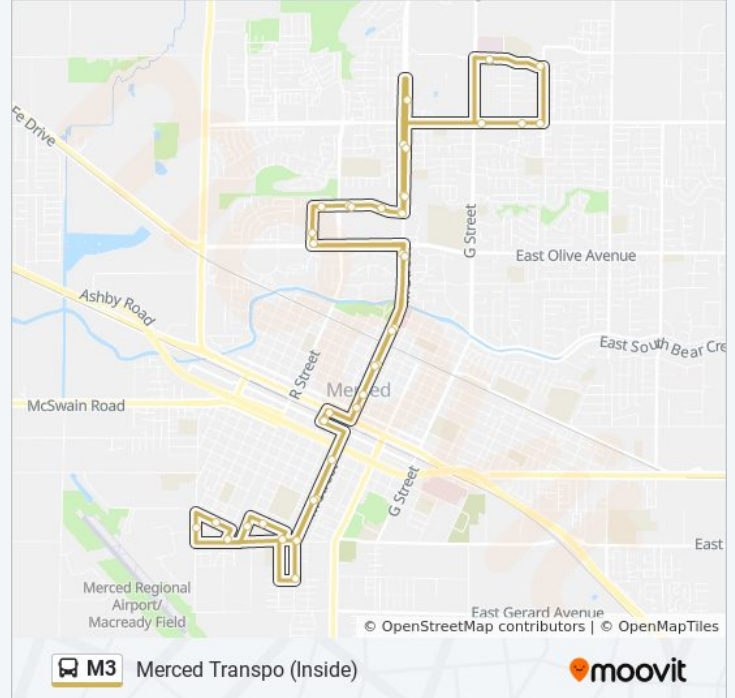 Fe Drive
G Street
East Olive Avenue
Ashby Road
East South Bear Cre
R Street
Merced
McSwain Road
G Street
East
Merced Regional
Airport/
Macready Field
East Gerard Avenue
© OpenStreetMap contributors | © OpenMapTiles
M3 Merced Transpo (Inside)
moovit